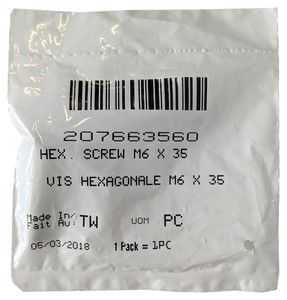 207663560
HEX. SCREW M6 X 35
VIS HEXAGONALE M6 X 35
Made In/
Fait Au: TW UOM PC
05/03/2018 1 Pack = 1PC